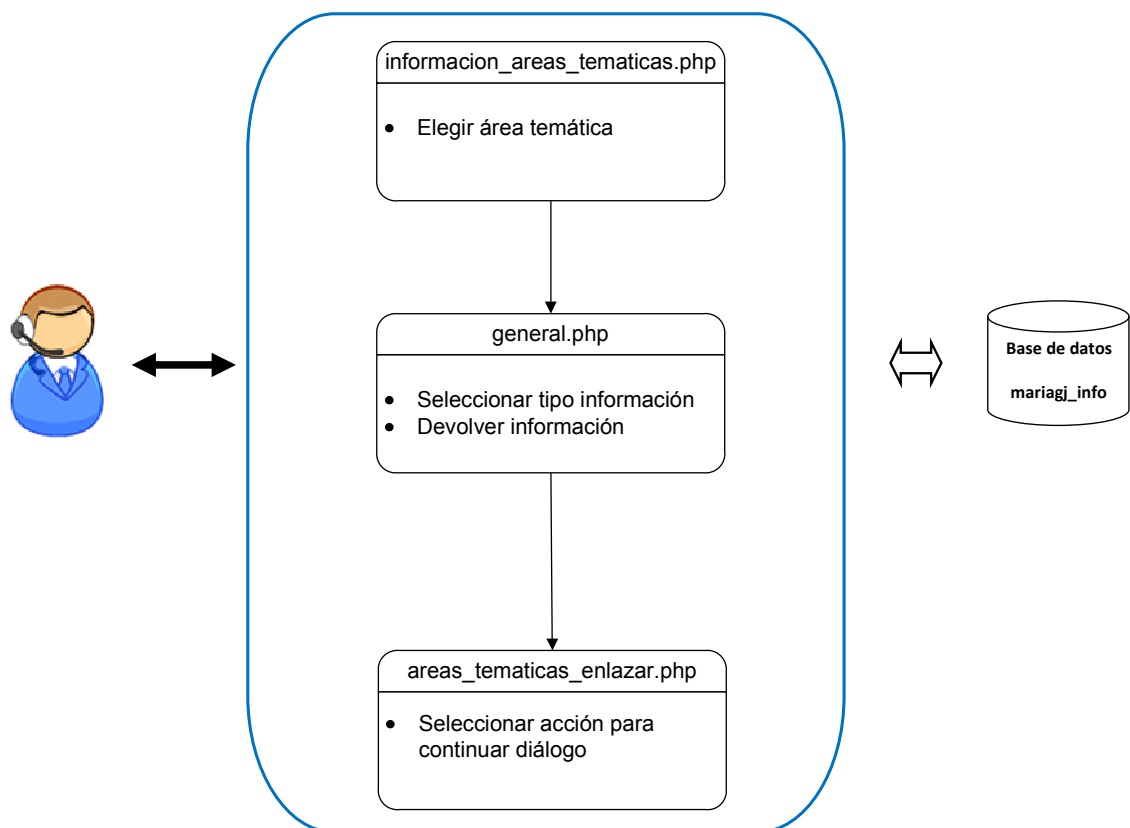 informacion_areas_tematicas.php
• Elegir área temática
general.php
• Seleccionar tipo información
• Devolver información
Base de datos
mariagj_info
areas_tematicas_enlazar.php
• Seleccionar acción para
continuar diálogo